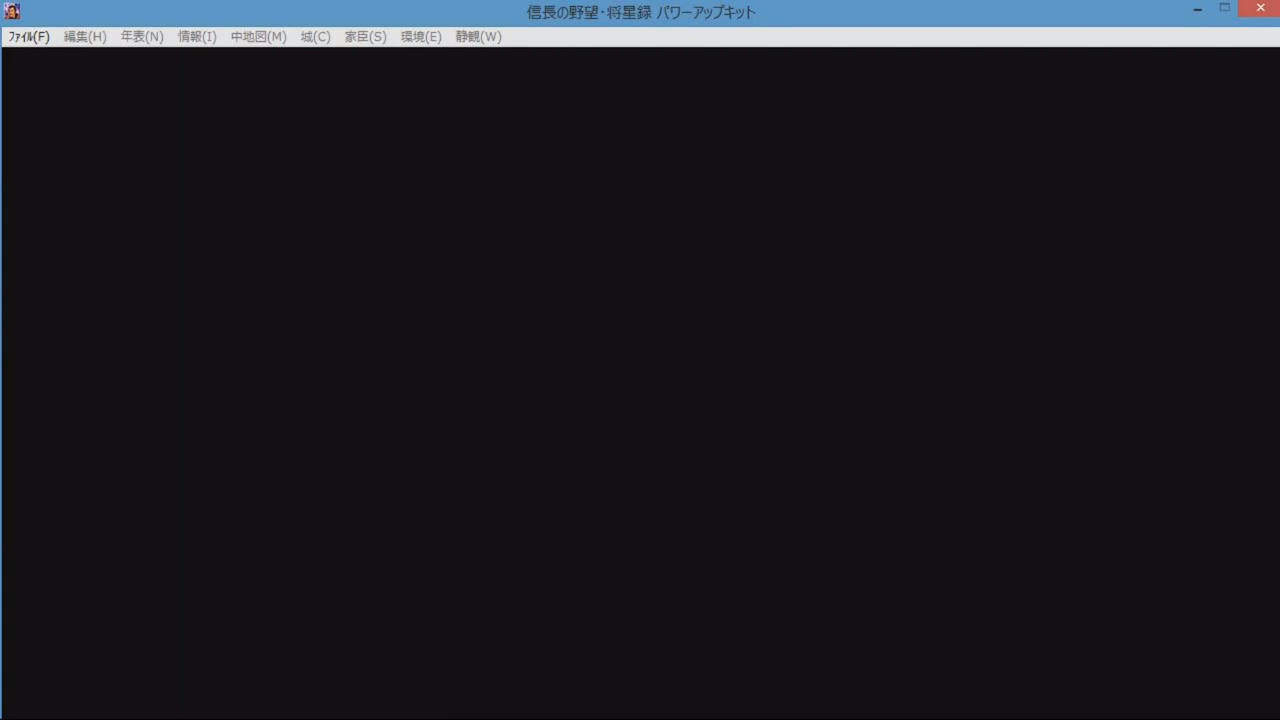 信長の野望・将星録 パワーアップキット
ﾌｧｲﾙ(F) 編集(H) 年表(N) 情報(I) 中地図(M) 城(C) 家臣(S) 環境(E) 静観(W)